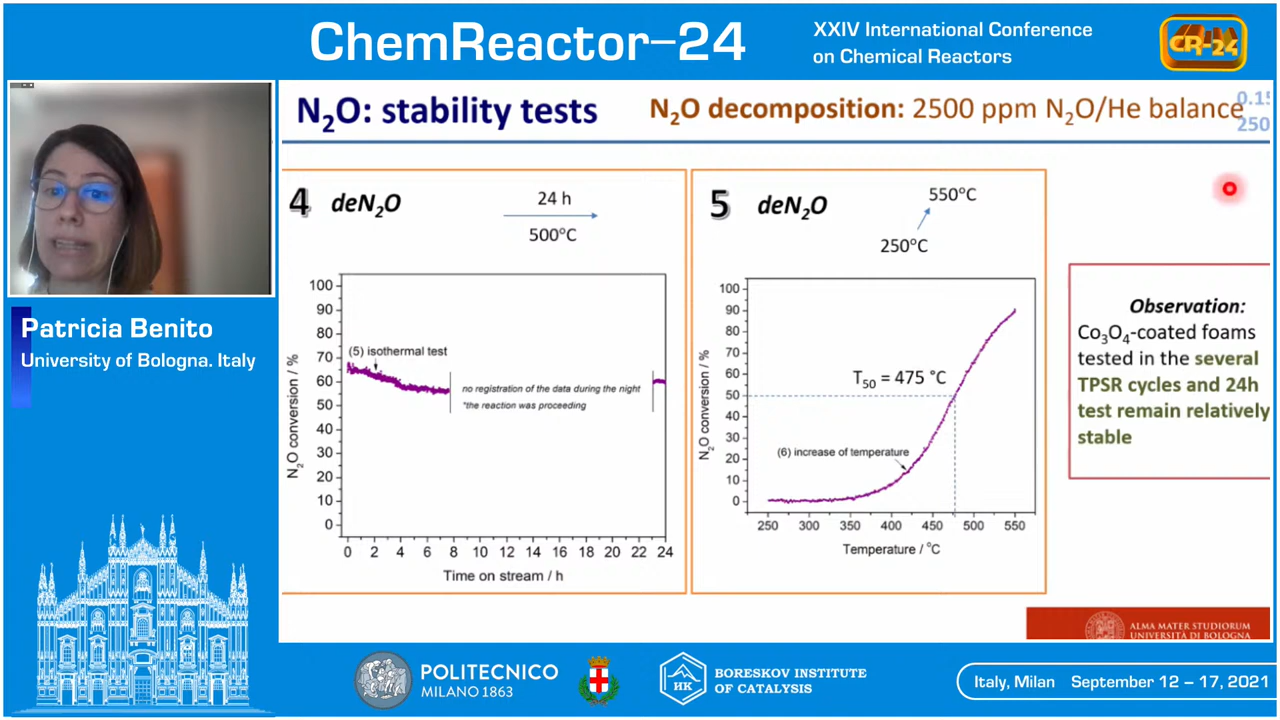 ChemReactor–24
XXIV International Conference
on Chemical Reactors
CR-24
N₂O: stability tests
N₂O decomposition: 2500 ppm N₂O/He balance
250
4 deN₂O
24 h
500°C
100
90
80
70
60
50
40
30
20
10
0
N₂O conversion / %
(5) isothermal test
no registration of the data during the night
*the reaction was proceeding
0 2 4 6 8 10 12 14 16 18 20 22 24
Time on stream / h
5 deN₂O
550°C
250°C
100
90
80
70
60
50
40
30
20
10
0
N₂O conversion / %
T₅₀ = 475 °C
(6) increase of temperature
250 300 350 400 450 500 550
Temperature / °C
Observation:
Co₃O₄-coated foams
tested in the several
TPSR cycles and 24h
test remain relatively
stable
Patricia Benito
University of Bologna. Italy
ALMA MATER STUDIORUM
UNIVERSITÀ DI BOLOGNA
POLITECNICO
MILANO 1863
ИК
BORESKOV INSTITUTE
OF CATALYSIS
Italy, Milan September 12 – 17, 2021